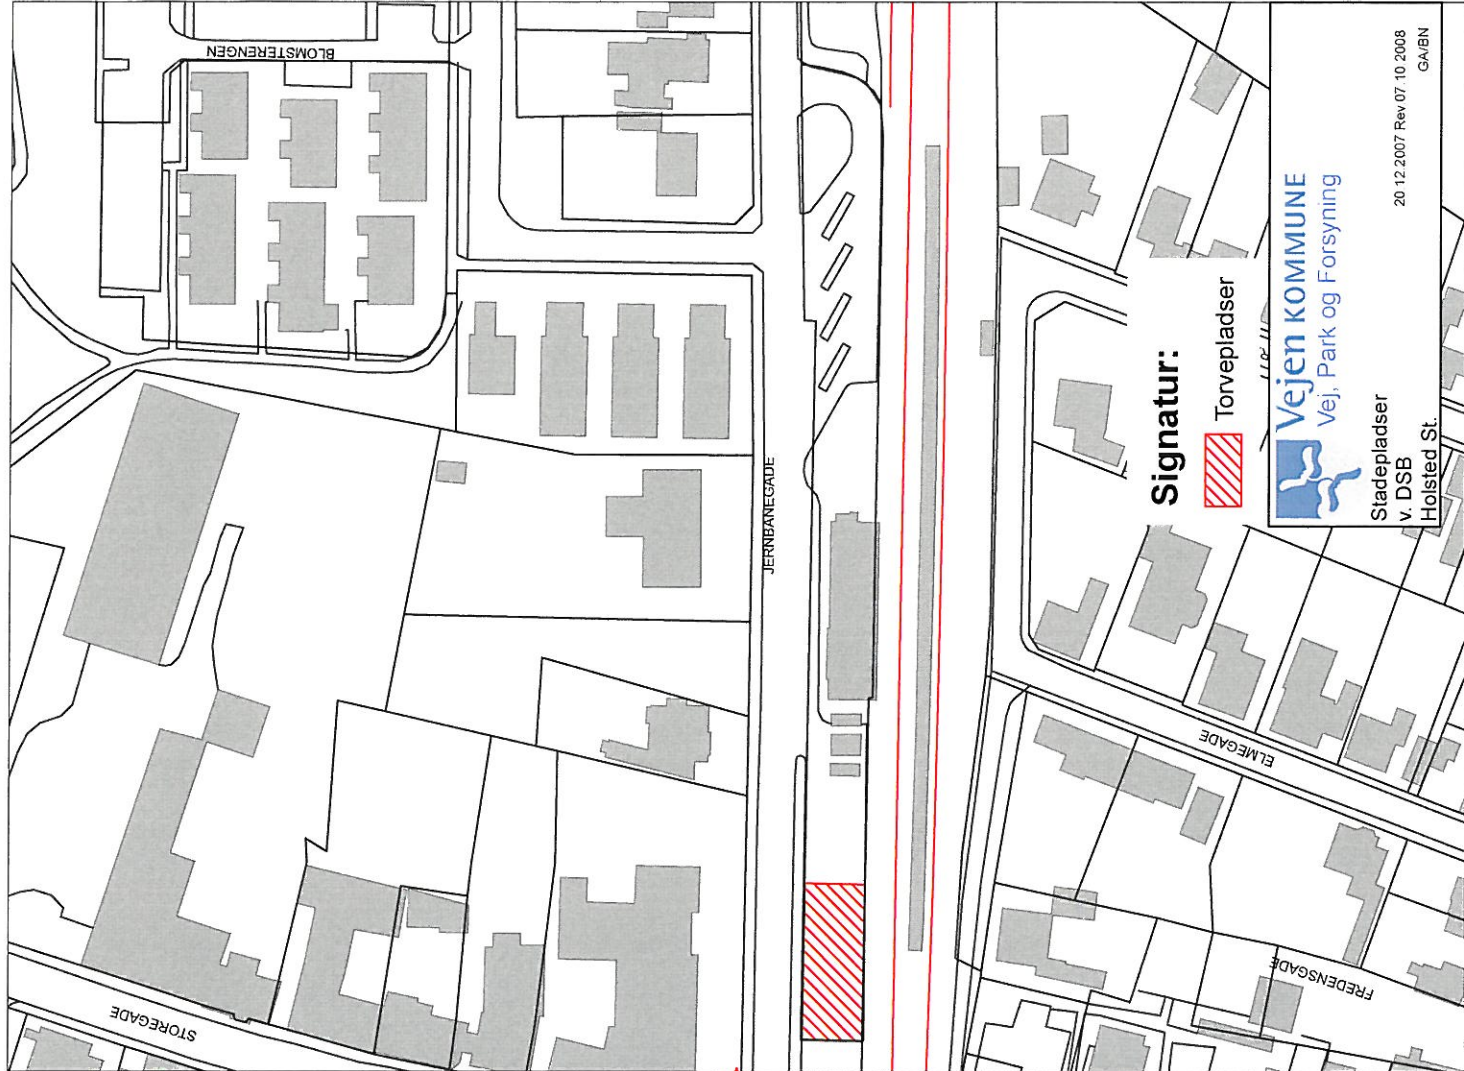 BLOMSTERENGEN
JERNBANEGADE
STOREGADE
ELMEGADE
FREDENSGADE
Signatur:
Torvepladser
Vejen KOMMUNE
Vej, Park og Forsyning
Stadepladser
v. DSB
Holsted St.
20 12 2007 Rev 07 10 2008
GA/BN